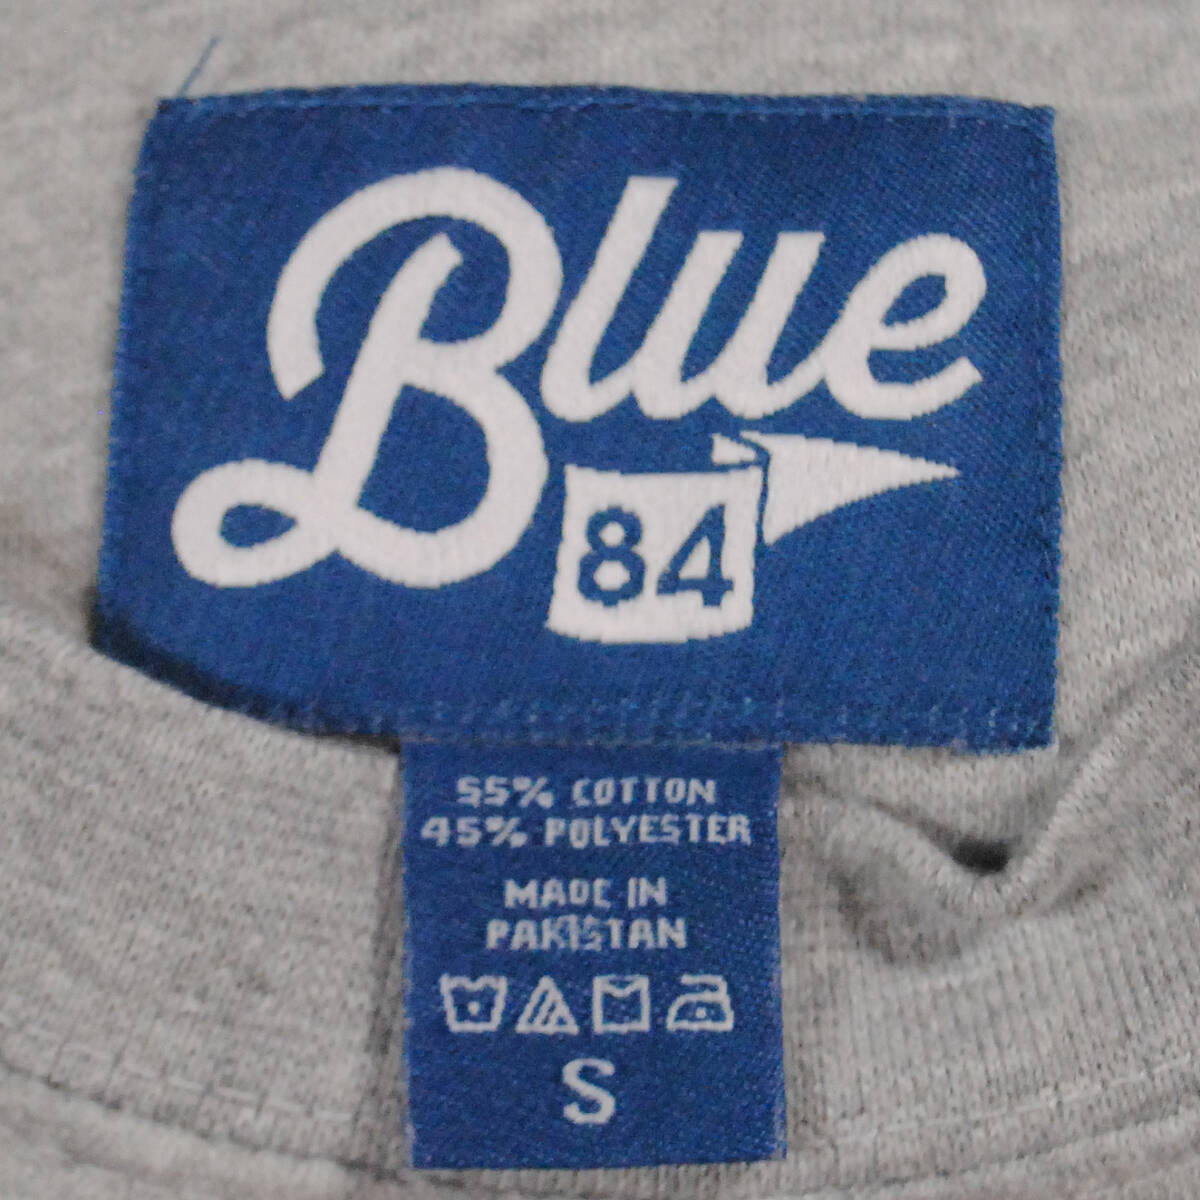 Blue
84
55% COTTON
45% POLYESTER
MADE IN
PAKISTAN
S